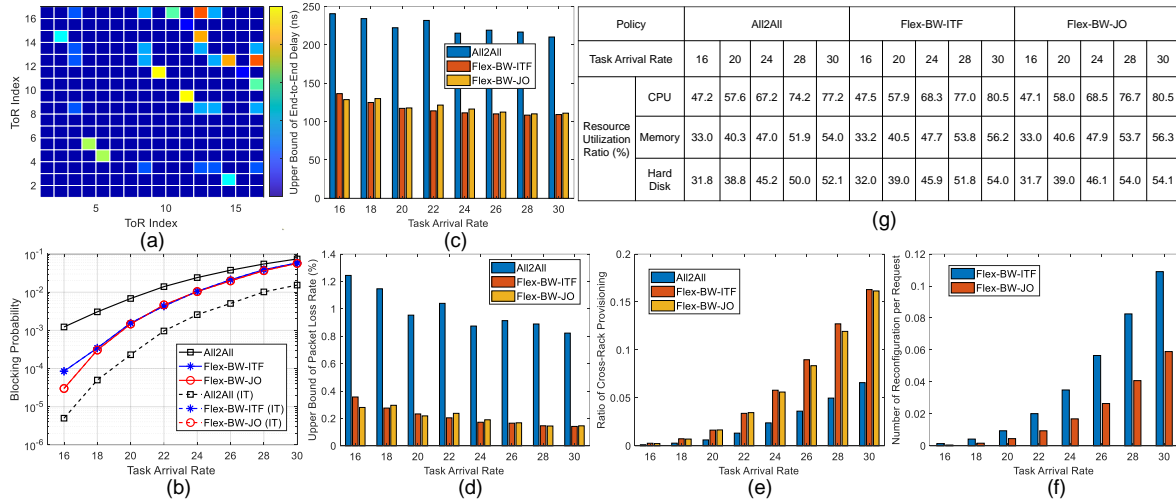 ToR Index
16
14
12
10
8
6
4
2
5
10
15
ToR Index
(a)
Upper Bound of End-to-End Delay (ns)
250
200
150
100
50
0
All2All
Flex-BW-ITF
Flex-BW-JO
16 18 20 22 24 26 28 30
Task Arrival Rate
(c)
Policy All2All Flex-BW-ITF Flex-BW-JO
Task Arrival Rate 16 20 24 28 30 16 20 24 28 30 16 20 24 28 30
Resource Utilization Ratio (%)
CPU 47.2 57.6 67.2 74.2 77.2 47.5 57.9 68.3 77.0 80.5 47.1 58.0 68.5 76.7 80.5
Memory 33.0 40.3 47.0 51.9 54.0 33.2 40.5 47.7 53.8 56.2 33.0 40.6 47.9 53.7 56.3
Hard Disk 31.8 38.8 45.2 50.0 52.1 32.0 39.0 45.9 51.8 54.0 31.7 39.0 46.1 54.0 54.1
(g)
Blocking Probability
10-1
10-2
10-3
10-4
10-5
10-6
All2All
Flex-BW-ITF
Flex-BW-JO
All2All (IT)
Flex-BW-ITF (IT)
Flex-BW-JO (IT)
16 18 20 22 24 26 28 30
Task Arrival Rate
(b)
Upper Bound of Packet Loss Rate (%)
1.4
1.2
1
0.8
0.6
0.4
0.2
0
All2All
Flex-BW-ITF
Flex-BW-JO
16 18 20 22 24 26 28 30
Task Arrival Rate
(d)
Ratio of Cross-Rack Provisioning
0.2
0.15
0.1
0.05
0
All2All
Flex-BW-ITF
Flex-BW-JO
16 18 20 22 24 26 28 30
Task Arrival Rate
(e)
Number of Reconfiguration per Request
0.12
0.1
0.08
0.06
0.04
0.02
0
Flex-BW-ITF
Flex-BW-JO
16 18 20 22 24 26 28 30
Task Arrival Rate
(f)